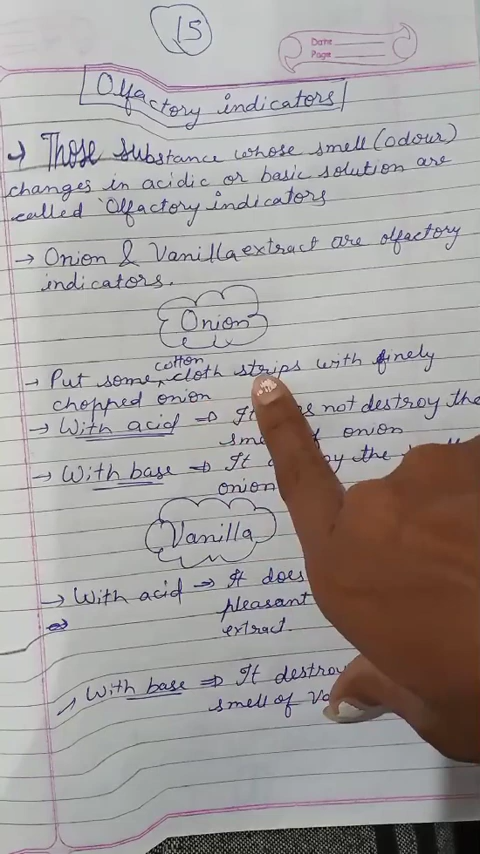 15
Date
Page
Olfactory indicators
→ Those substance whose smell (odour)
changes in acidic or basic solution are
called Olfactory indicators
→ Onion & Vanilla extract are olfactory
indicators.
Onion
cotton
→ Put some, cloth strips with finely
chopped onion
→ With acid ⇒ not destroy the
onion
→ With base ⇒ It the
onion
Vanilla
→ With acid → It does
pleasant
extract.
→ With base ⇒ It destroy
smell of